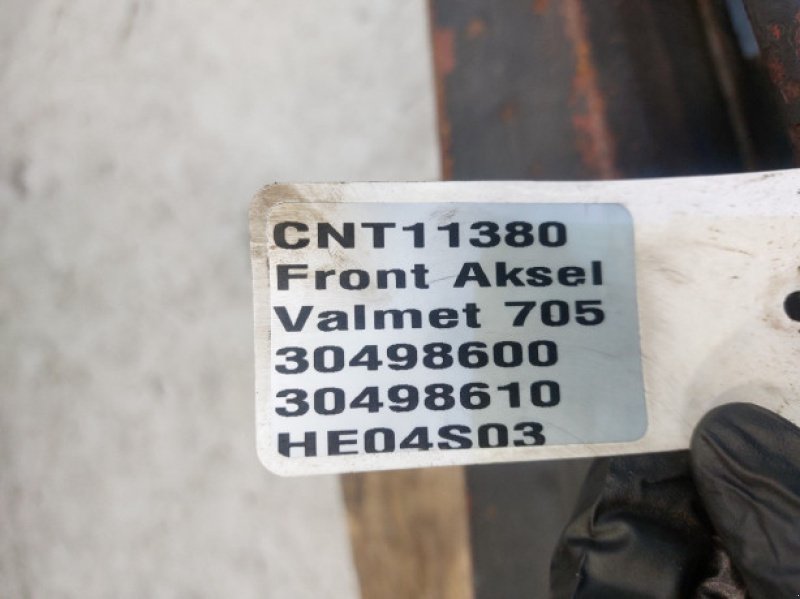 CNT11380
Front Aksel
Valmet 705
30498600
30498610
HE04S03